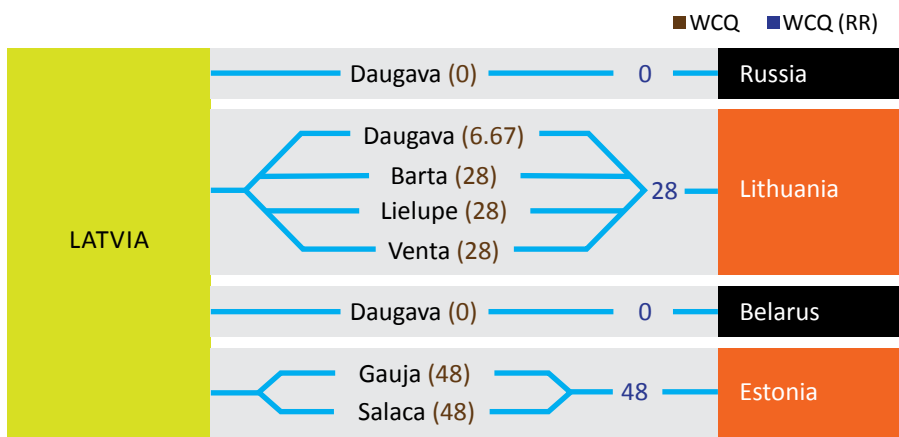 WCQ WCQ (RR)
Daugava (0) 0 Russia
Daugava (6.67)
Barta (28)
28 Lithuania
Lielupe (28)
LATVIA
Venta (28)
Daugava (0) 0 Belarus
Gauja (48)
48 Estonia
Salaca (48)